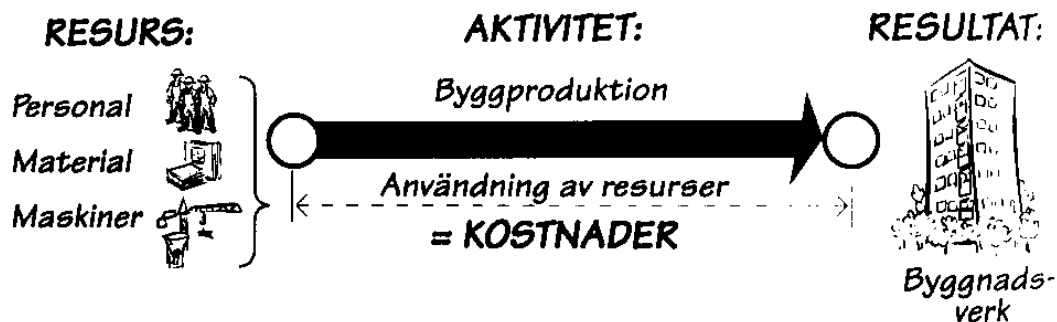 RESURS:
AKTIVITET:
RESULTAT:
Personal
Material
Maskiner
Byggproduktion
Användning av resurser
= KOSTNADER
Byggnads-
verk